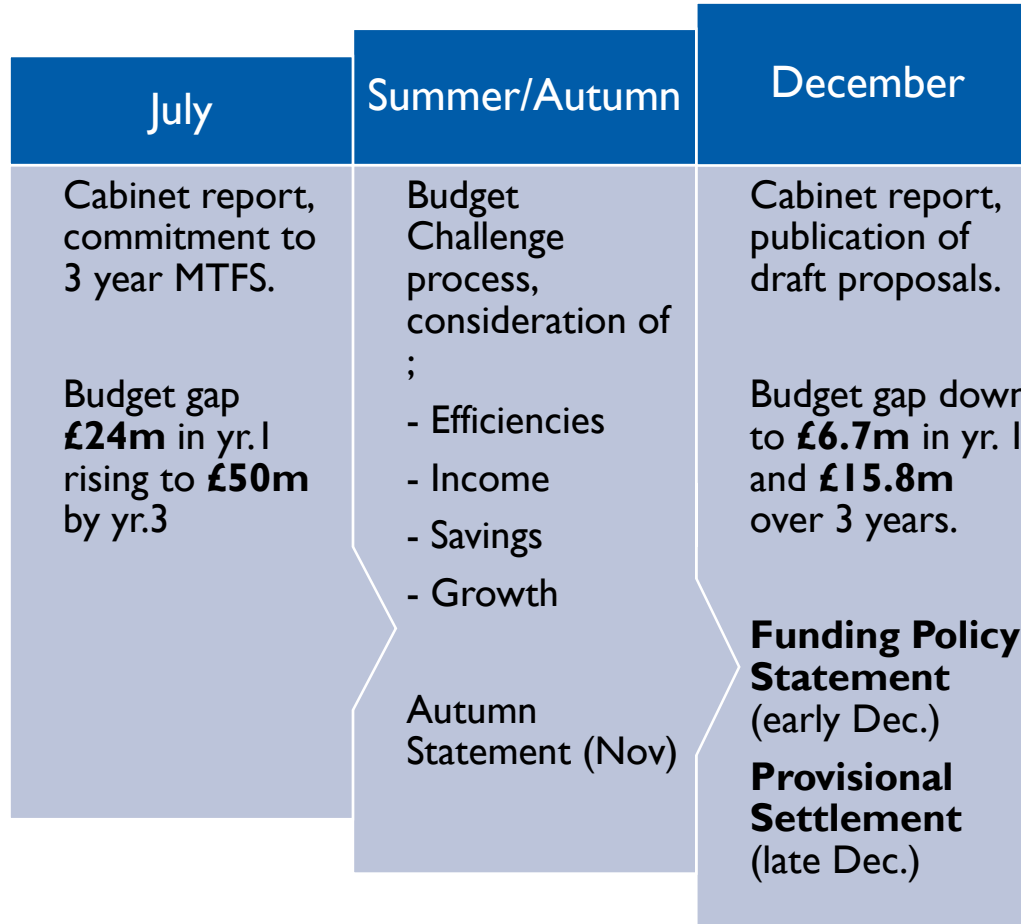 July
Cabinet report,
commitment to
3 year MTFS.
Budget gap
£24m in yr.1
rising to £50m
by yr.3
Summer/Autumn
Budget
Challenge
process,
consideration of
;
- Efficiencies
- Income
- Savings
- Growth
Autumn
Statement (Nov)
December
Cabinet report,
publication of
draft proposals.
Budget gap down
to £6.7m in yr. 1
and £15.8m
over 3 years.
Funding Policy
Statement
(early Dec.)
Provisional
Settlement
(late Dec.)